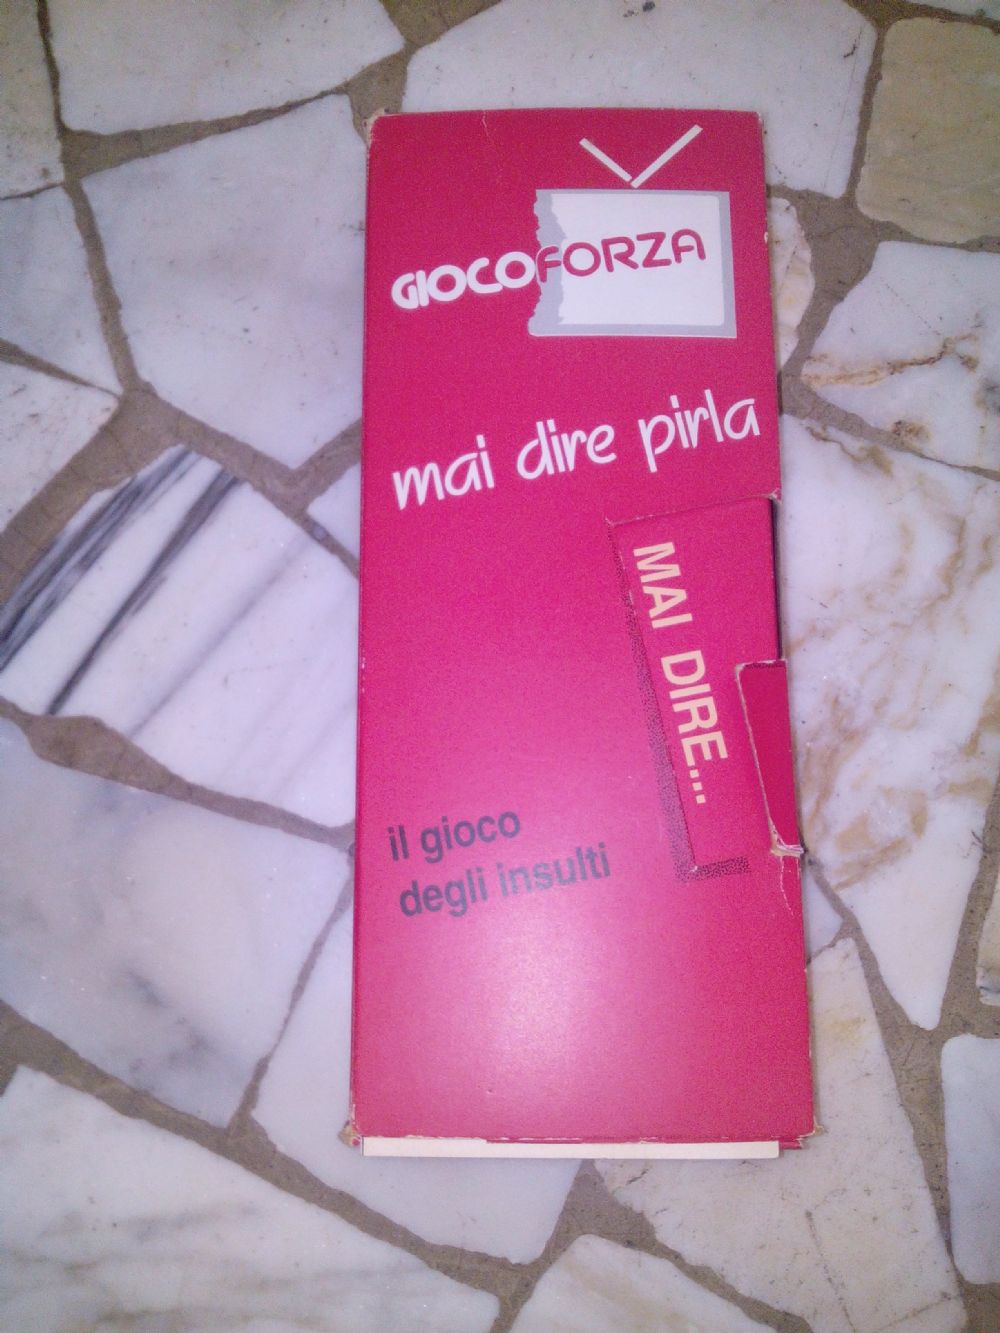 GIOCOFORZA
mai dire pirla
MAI DIRE...
il gioco
degli insulti